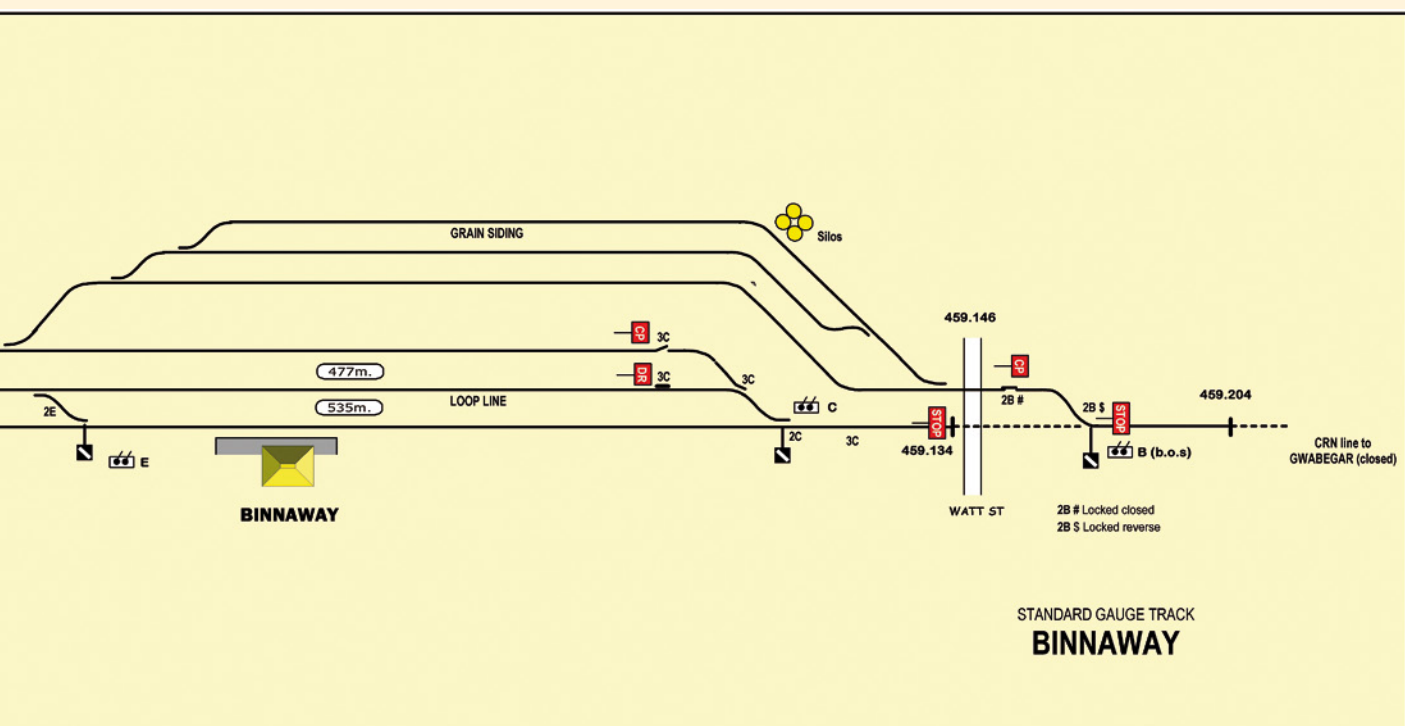 GRAIN SIDING
Silos
459.146
CP
3C
CP
477m.
DR
3C
3C
2B #
459.204
535m.
LOOP LINE
C
2B $
STOP
2E
STOP
2C
3C
459.134
CRN line to
GWABEGAR (closed)
E
B (b.o.s)
BINNAWAY
WATT ST
2B # Locked closed
2B $ Locked reverse
STANDARD GAUGE TRACK
BINNAWAY